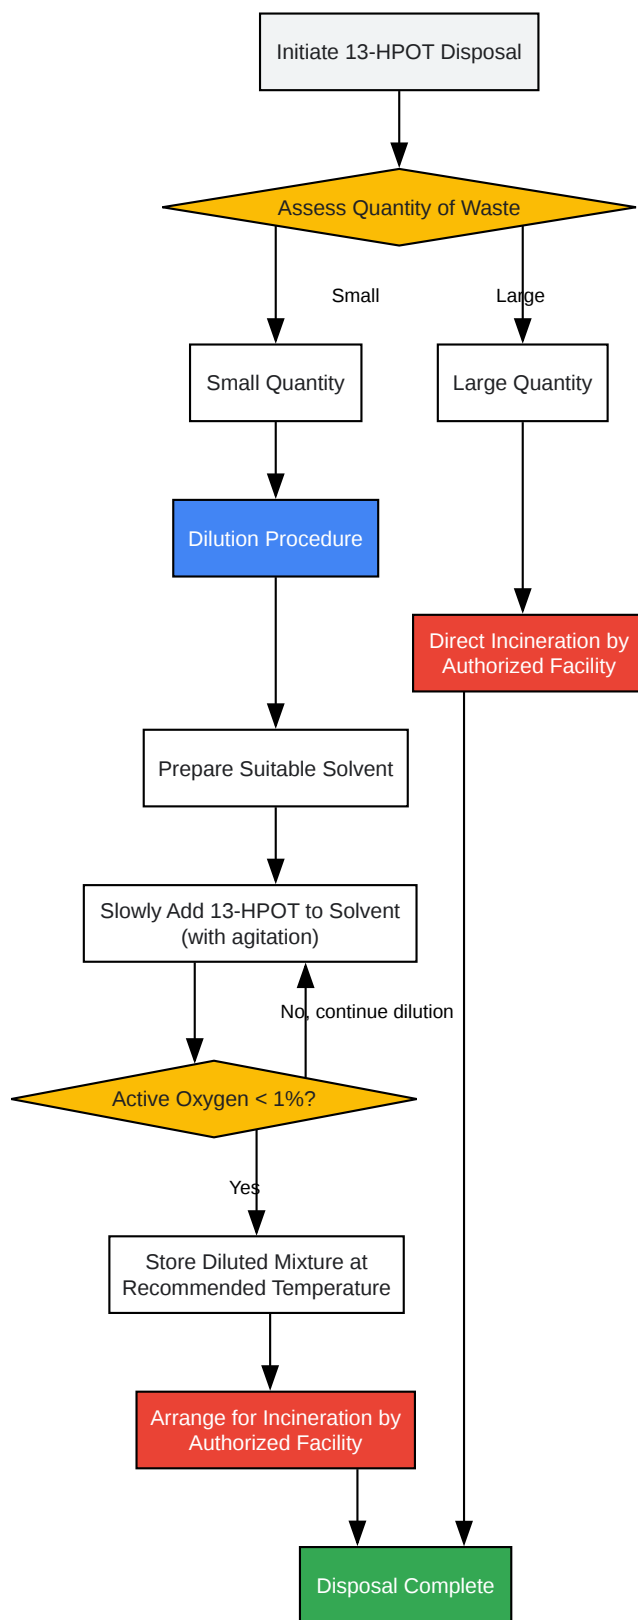 Initiate 13-HPOT Disposal
Assess Quantity of Waste
Small
Large
Small Quantity
Large Quantity
Dilution Procedure
Direct Incineration by
Authorized Facility
Prepare Suitable Solvent
Slowly Add 13-HPOT to Solvent
(with agitation)
No, continue dilution
Active Oxygen < 1%?
Yes
Store Diluted Mixture at
Recommended Temperature
Arrange for Incineration by
Authorized Facility
Disposal Complete